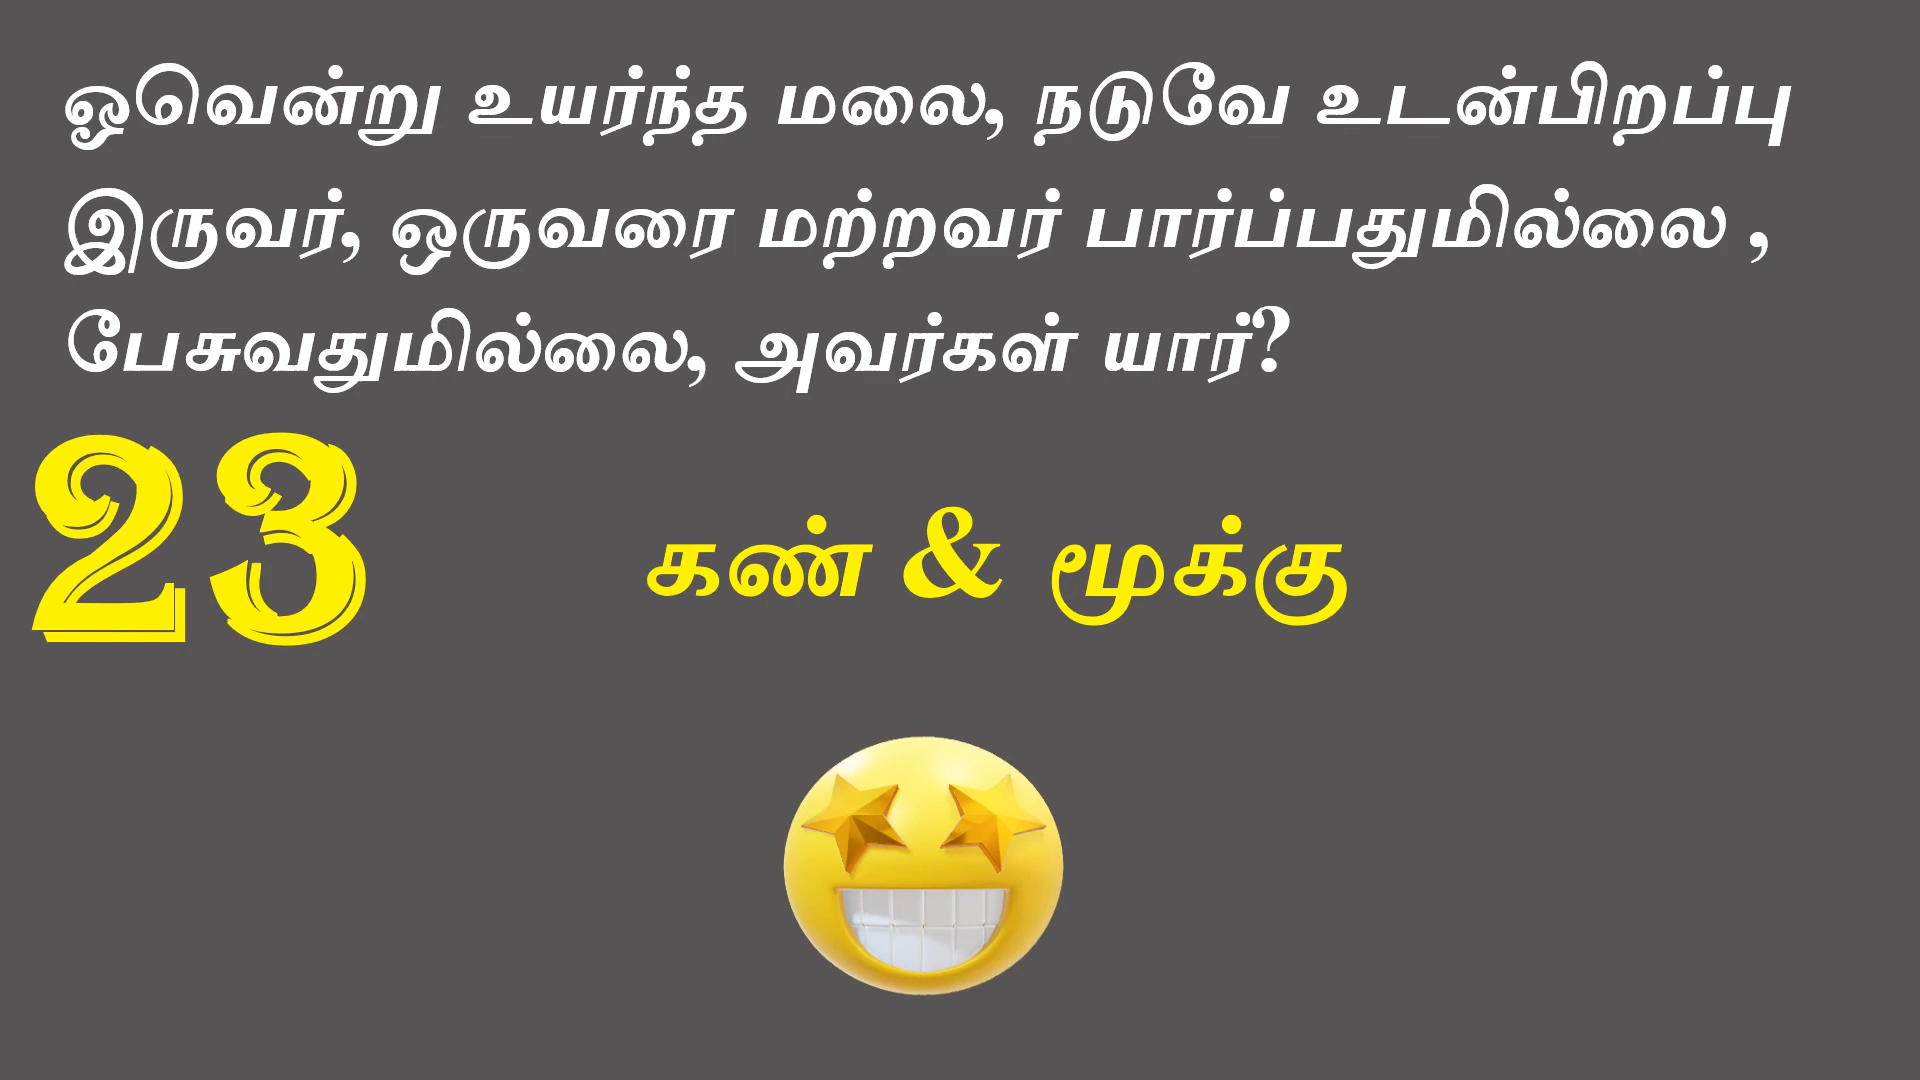 ஓவென்று உயர்ந்த மலை, நடுவே உடன்பிறப்பு
இருவர், ஒருவரை மற்றவர் பார்ப்பதுமில்லை ,
பேசுவதுமில்லை, அவர்கள் யார்?
23
கண் & மூக்கு